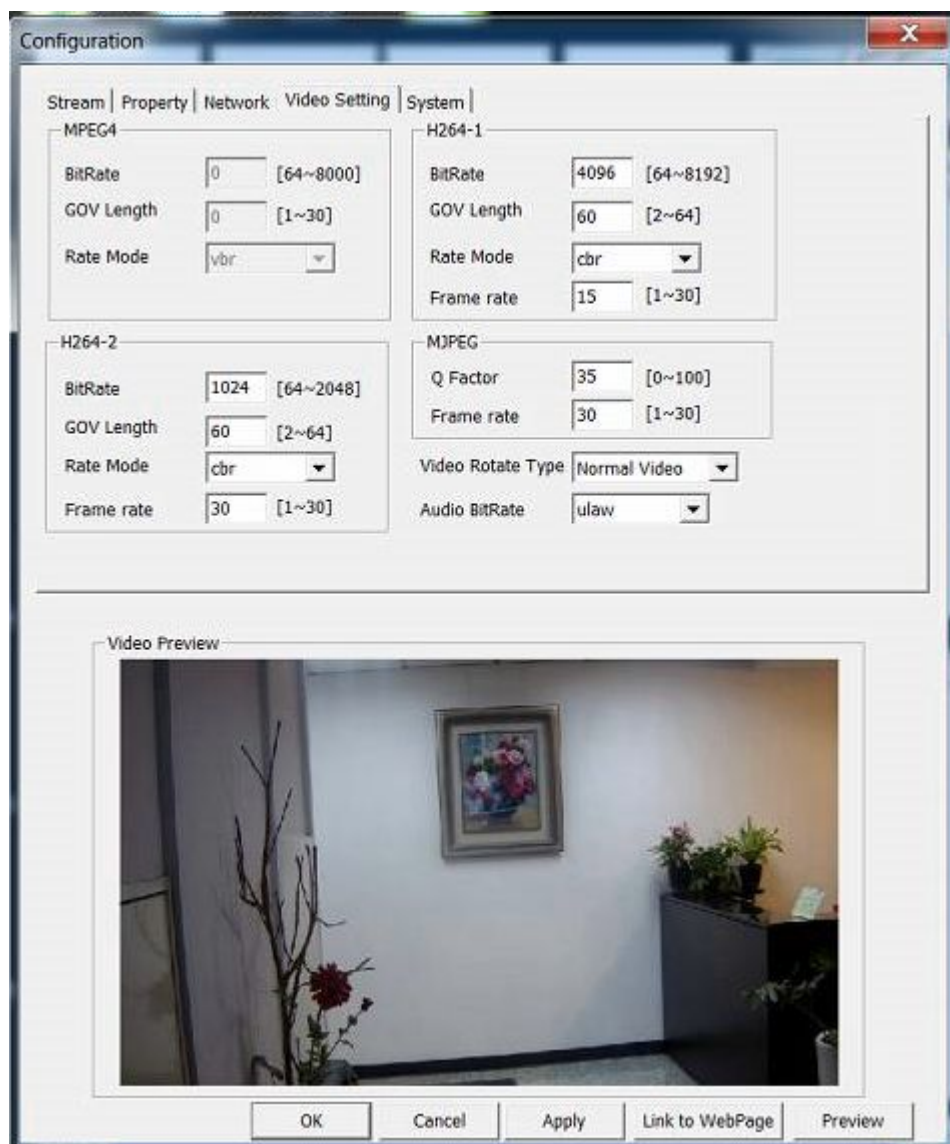 Configuration
Stream | Property | Network Video Setting | System |
MPEG4
BitRate 0 [64~8000]
GOV Length 0 [1~30]
Rate Mode vbr
H264-1
BitRate 4096 [64~8192]
GOV Length 60 [2~64]
Rate Mode cbr
Frame rate 15 [1~30]
H264-2
BitRate 1024 [64~2048]
GOV Length 60 [2~64]
Rate Mode cbr
Frame rate 30 [1~30]
MJPEG
Q Factor 35 [0~100]
Frame rate 30 [1~30]
Video Rotate Type Normal Video
Audio BitRate ulaw
Video Preview
OK Cancel Apply Link to WebPage Preview